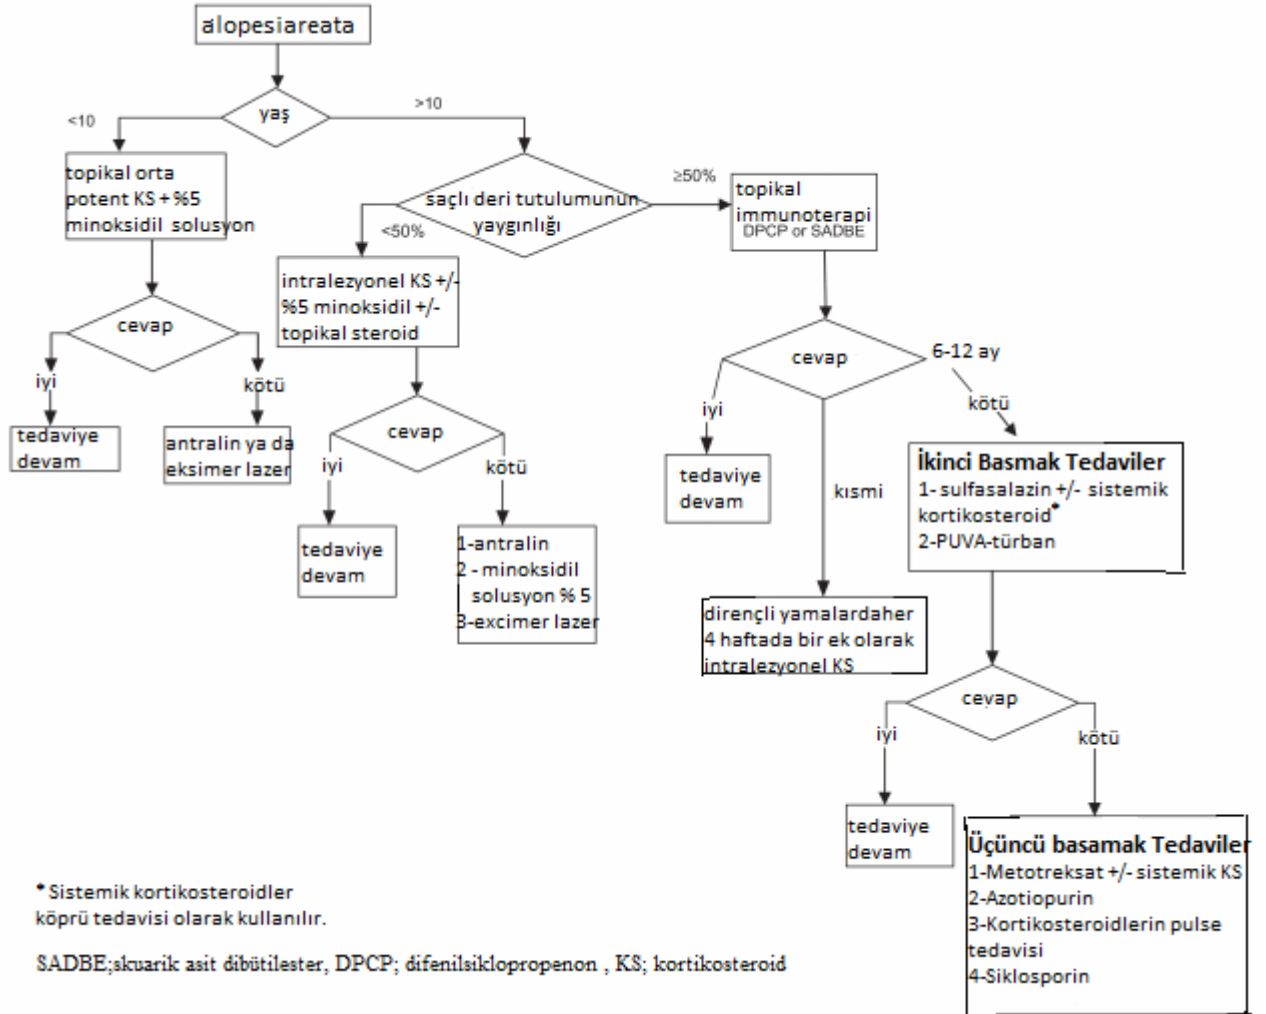 alopesiareata
yaş
<10
>10
topikal orta
potent KS + %5
minoksidil solusyon
saçlı deri tutulumunun
yaygınlığı
≥50%
<50%
topikal
immunoterapi
DPCP or SADBE
intralezyonel KS +/-
%5 minoksidil +/-
topikal steroid
cevap
iyi
kötü
tedaviye
devam
antralin ya da
eksimer lazer
cevap
iyi
kötü
tedaviye
devam
1-antralin
2 - minoksidil
solusyon % 5
3-excimer lazer
cevap
6-12 ay
iyi
kısmi
kötü
tedaviye
devam
dirençli yamalardaher
4 haftada bir ek olarak
intralezyonel KS
İkinci Basmak Tedaviler
1- sulfasalazin +/- sistemik
kortikosteroid*
2-PUVA-türban
cevap
iyi
kötü
tedaviye
devam
Üçüncü basamak Tedaviler
1-Metotreksat +/- sistemik KS
2-Azotiopurin
3-Kortikosteroidlerin pulse
tedavisi
4-Siklosporin
* Sistemik kortikosteroidler
köprü tedavisi olarak kullanılır.
SADBE;skuarik asit dibütilester, DPCP; difenilsiklopropenon , KS; kortikosteroid